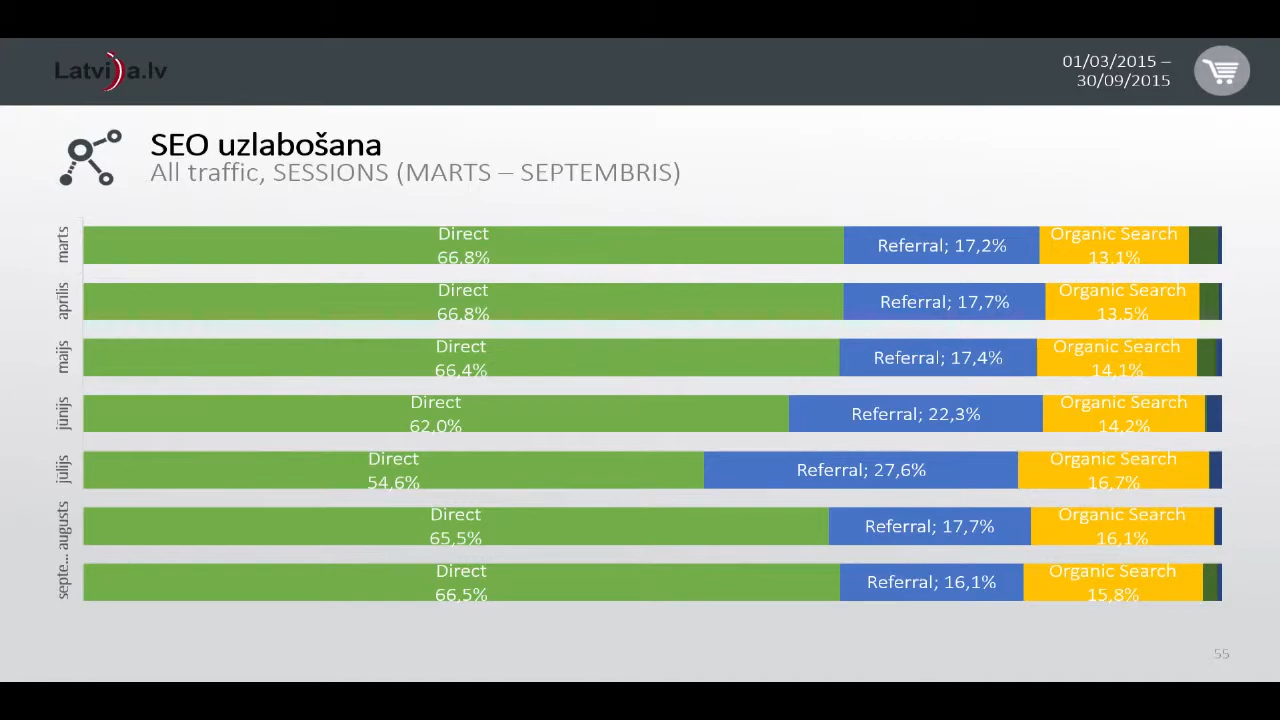 Latvija.lv
01/03/2015 –
30/09/2015
SEO uzlabošana
All traffic, SESSIONS (MARTS – SEPTEMBRIS)
marts
Direct
66,8%
Referral; 17,2%
Organic Search
13,1%
aprīlis
Direct
66,8%
Referral; 17,7%
Organic Search
13,5%
maijs
Direct
66,4%
Referral; 17,4%
Organic Search
14,1%
jūnijs
Direct
62,0%
Referral; 22,3%
Organic Search
14,2%
jūlijs
Direct
54,6%
Referral; 27,6%
Organic Search
16,7%
augusts
Direct
65,5%
Referral; 17,7%
Organic Search
16,1%
septe...
Direct
66,5%
Referral; 16,1%
Organic Search
15,8%
55